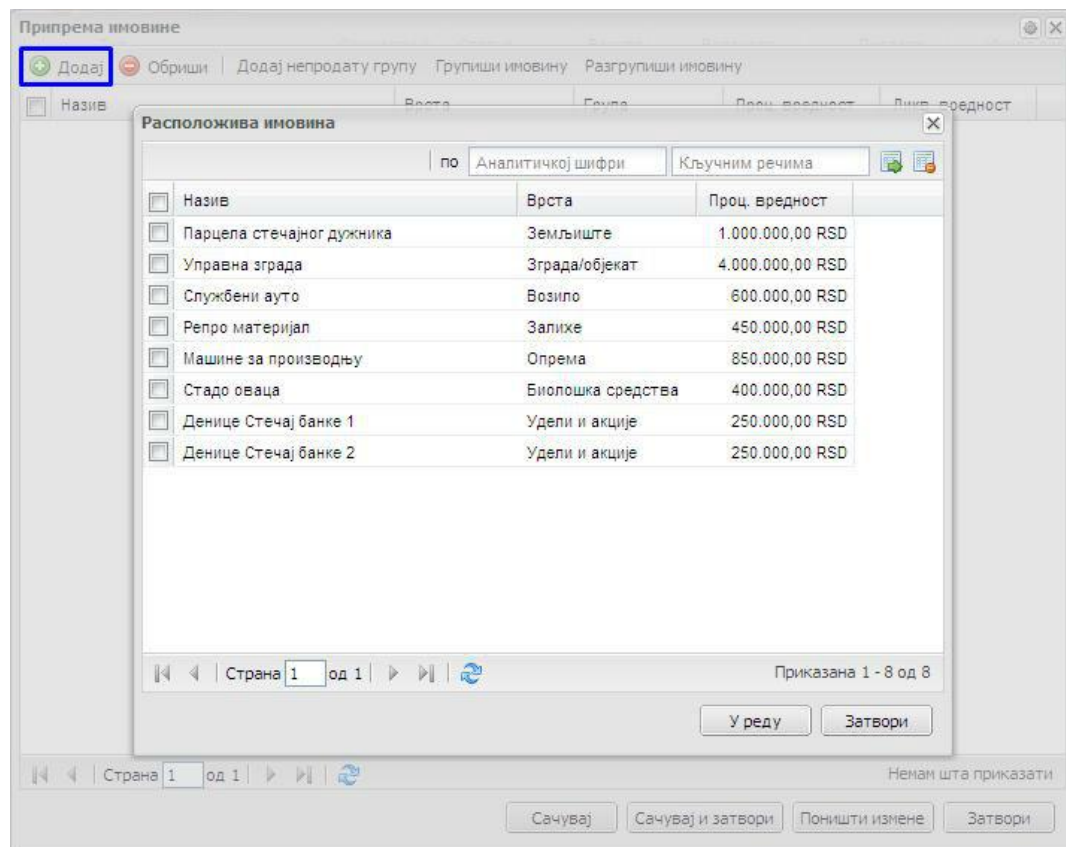 Припрема имовине
Додај Обриши Додај непродату групу Групиши имовину Разгрупиши имовину
Назив Врста Група Проц. вредност Ликв. вредност
Расположива имовина
по Аналитичкој шифри Кључним речима
Назив Врста Проц. вредност
Парцела стечајног дужника Земљиште 1.000.000,00 RSD
Управна зграда Зграда/објекат 4.000.000,00 RSD
Службени ауто Возило 600.000,00 RSD
Репро материјал Залихе 450.000,00 RSD
Машине за производњу Опрема 850.000,00 RSD
Стадо оваца Биолошка средства 400.000,00 RSD
Денице Стечај банке 1 Удели и акције 250.000,00 RSD
Денице Стечај банке 2 Удели и акције 250.000,00 RSD
Страна 1 од 1 Приказана 1 - 8 од 8
У реду Затвори
Страна 1 од 1 Немам шта приказати
Сачувај Сачувај и затвори Поништи измене Затвори